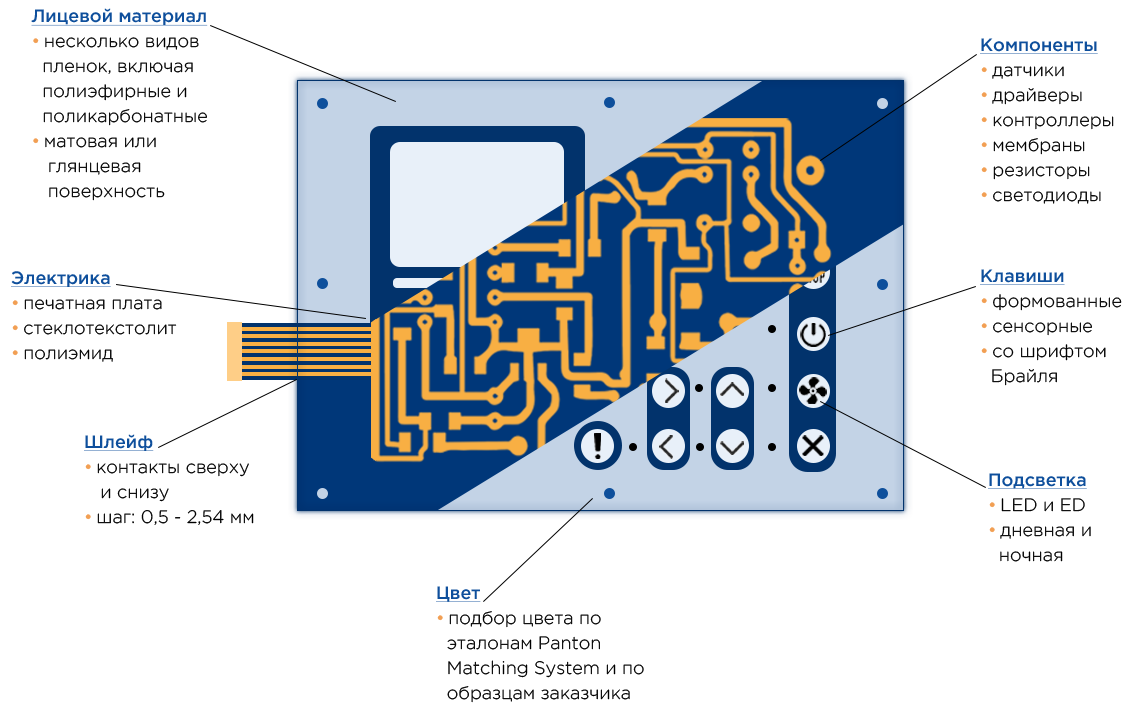 Лицевой материал
• несколько видов
пленок, включая
полиэфирные и
поликарбонатные
• матовая или
глянцевая
поверхность
Компоненты
• датчики
• драйверы
• контроллеры
• мембраны
• резисторы
• светодиоды
Электрика
• печатная плата
• стеклотекстолит
• полиэмид
Клавиши
• формованные
• сенсорные
• со шрифтом
Брайля
Шлейф
• контакты сверху
и снизу
• шаг: 0,5 - 2,54 мм
Подсветка
• LED и ED
• дневная и
ночная
Цвет
• подбор цвета по
эталонам Panton
Matching System и по
образцам заказчика